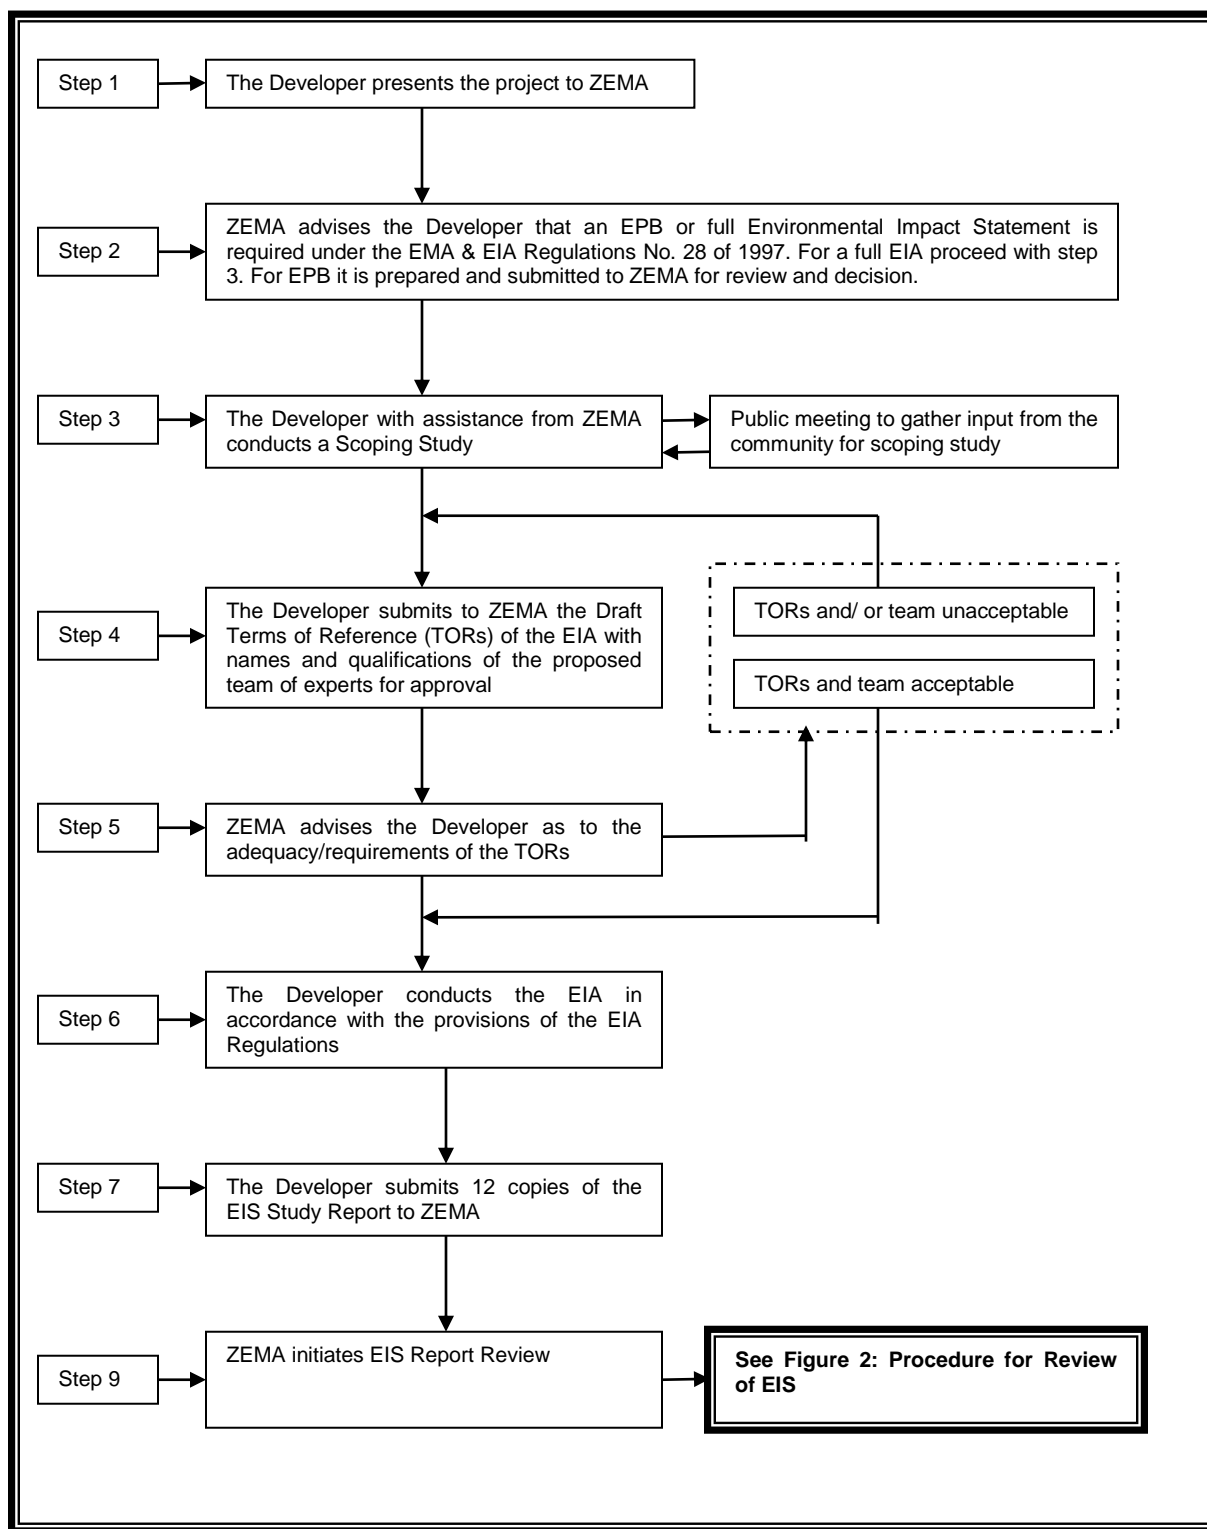 Step 1
The Developer presents the project to ZEMA
Step 2
ZEMA advises the Developer that an EPB or full Environmental Impact Statement is
required under the EMA & EIA Regulations No. 28 of 1997. For a full EIA proceed with step
3. For EPB it is prepared and submitted to ZEMA for review and decision.
Step 3
The Developer with assistance from ZEMA
conducts a Scoping Study
Public meeting to gather input from the
community for scoping study
Step 4
The Developer submits to ZEMA the Draft
Terms of Reference (TORs) of the EIA with
names and qualifications of the proposed
team of experts for approval
TORs and/ or team unacceptable
TORs and team acceptable
Step 5
ZEMA advises the Developer as to the
adequacy/requirements of the TORs
Step 6
The Developer conducts the EIA in
accordance with the provisions of the EIA
Regulations
Step 7
The Developer submits 12 copies of the
EIS Study Report to ZEMA
Step 9
ZEMA initiates EIS Report Review
See Figure 2: Procedure for Review
of EIS